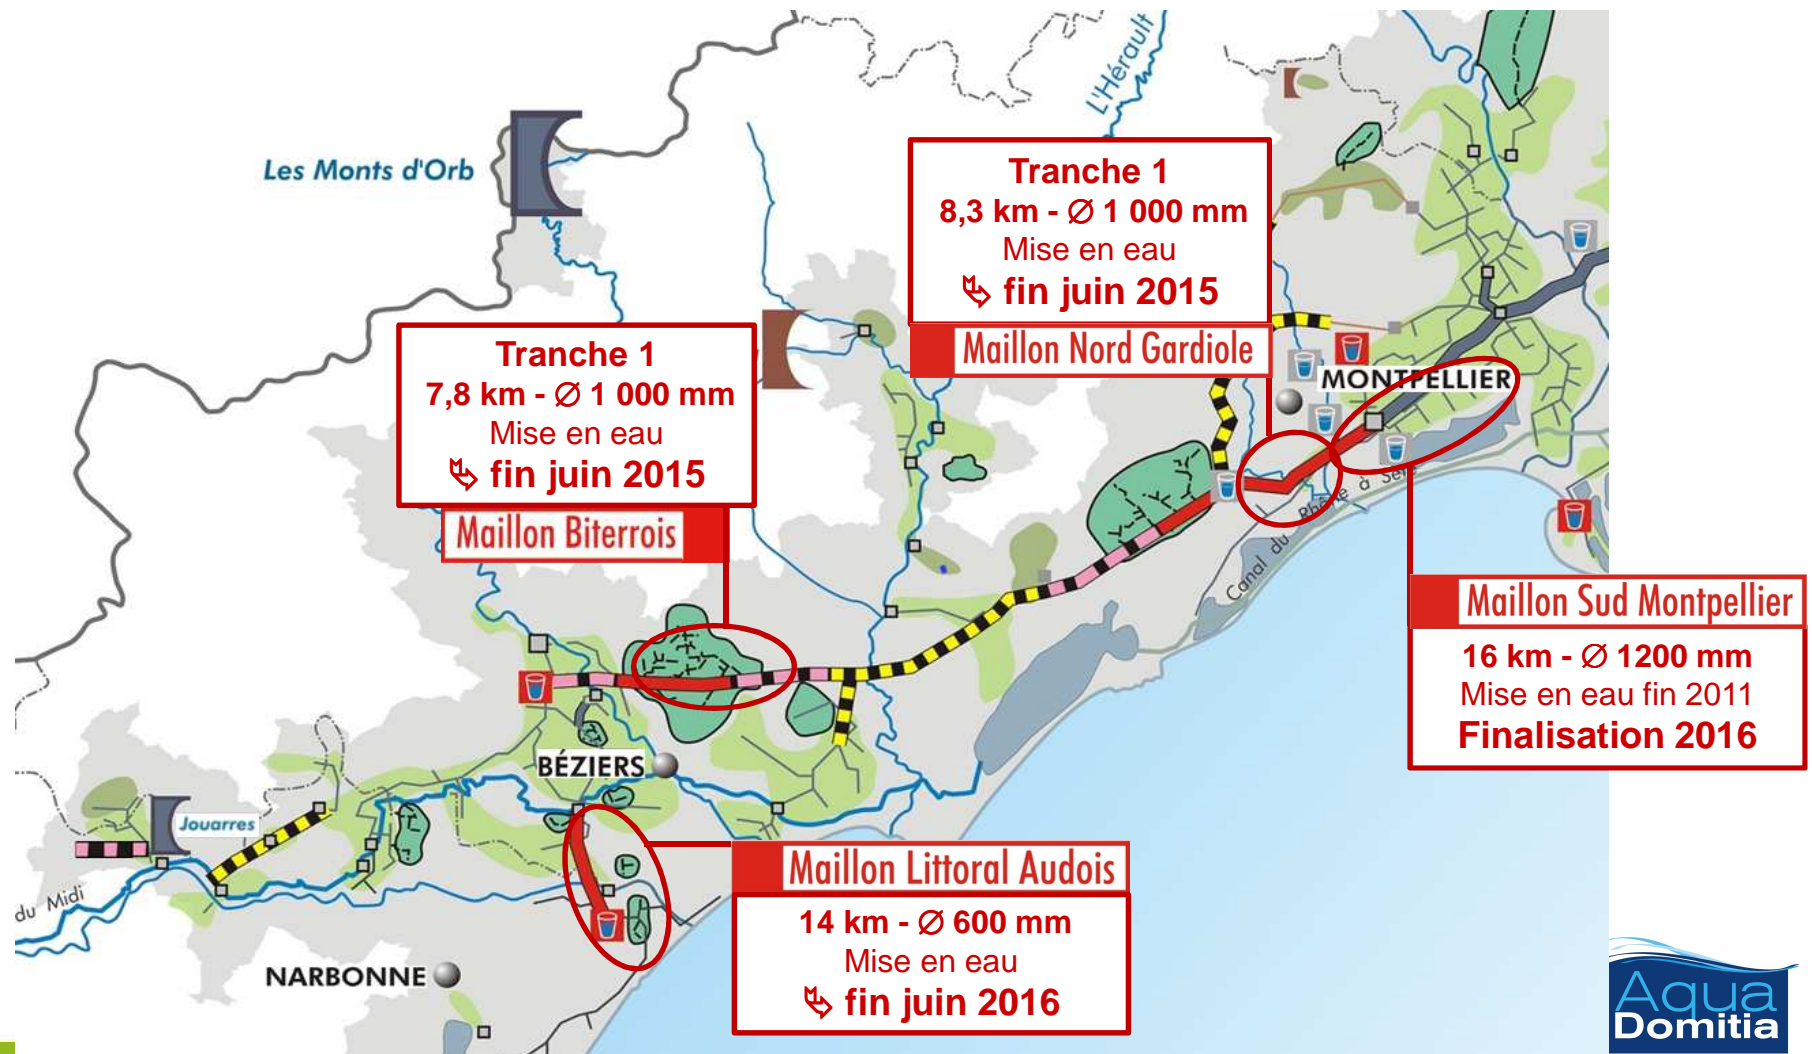 L'Hérault
Les Monts d'Orb
Tranche 1
8,3 km - Ø 1 000 mm
Mise en eau
↳ fin juin 2015
Maillon Nord Gardiole
Tranche 1
7,8 km - Ø 1 000 mm
Mise en eau
↳ fin juin 2015
Maillon Biterrois
MONTPELLIER
Canal du Rhône à Sète
Maillon Sud Montpellier
16 km - Ø 1200 mm
Mise en eau fin 2011
Finalisation 2016
BÉZIERS
Jouarres
du Midi
Maillon Littoral Audois
14 km - Ø 600 mm
Mise en eau
↳ fin juin 2016
NARBONNE
Aqua
Domitia